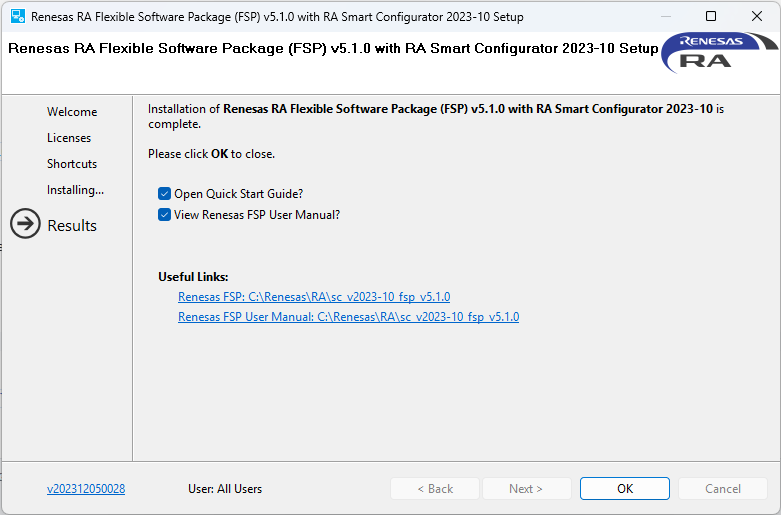 Renesas RA Flexible Software Package (FSP) v5.1.0 with RA Smart Configurator 2023-10 Setup
Renesas RA Flexible Software Package (FSP) v5.1.0 with RA Smart Configurator 2023-10 Setup
RENESAS
RA
Welcome
Licenses
Shortcuts
Installing...
Results
Installation of Renesas RA Flexible Software Package (FSP) v5.1.0 with RA Smart Configurator 2023-10 is
complete.
Please click OK to close.
Open Quick Start Guide?
View Renesas FSP User Manual?
Useful Links:
Renesas FSP: C:\Renesas\RA\sc_v2023-10_fsp_v5.1.0
Renesas FSP User Manual: C:\Renesas\RA\sc_v2023-10_fsp_v5.1.0
v202312050028
User: All Users
< Back
Next >
OK
Cancel